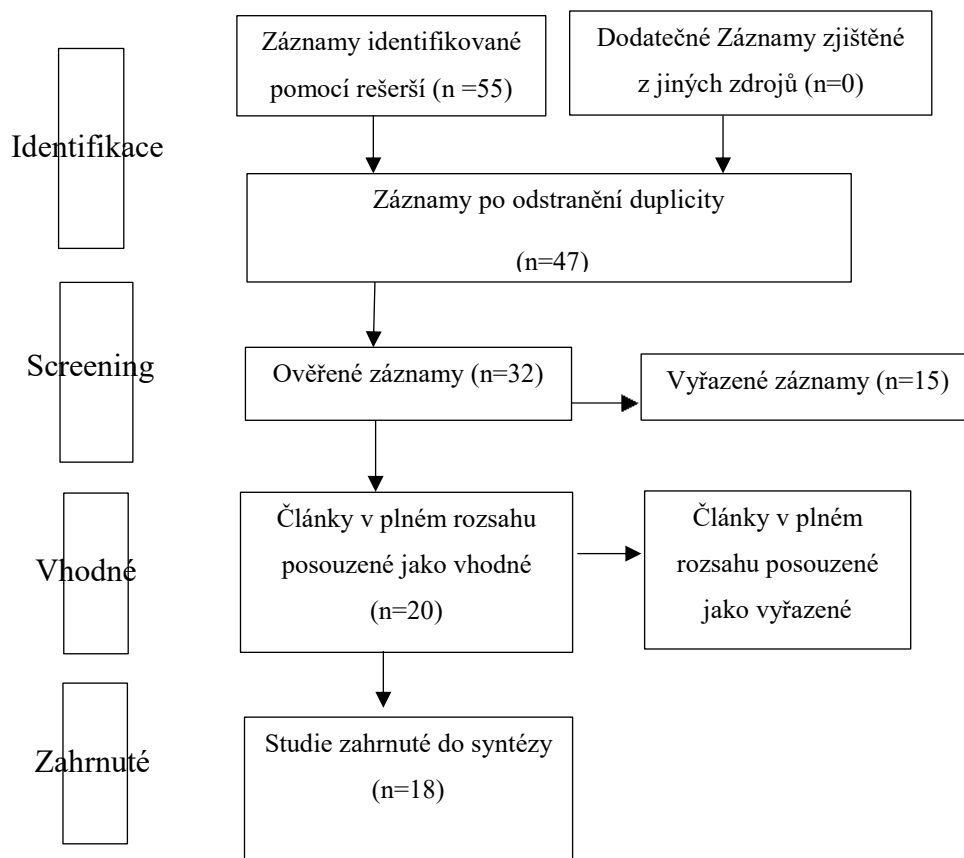 Identifikace
Záznamy identifikované
pomocí rešerší (n =55)
Dodatečné Záznamy zjištěné
z jiných zdrojů (n=0)
Záznamy po odstranění duplicity
(n=47)
Screening
Ověřené záznamy (n=32)
Vyřazené záznamy (n=15)
Vhodné
Články v plném rozsahu
posouzené jako vhodné
(n=20)
Články v plném
rozsahu posouzené
jako vyřazené
Zahrnuté
Studie zahrnuté do syntézy
(n=18)